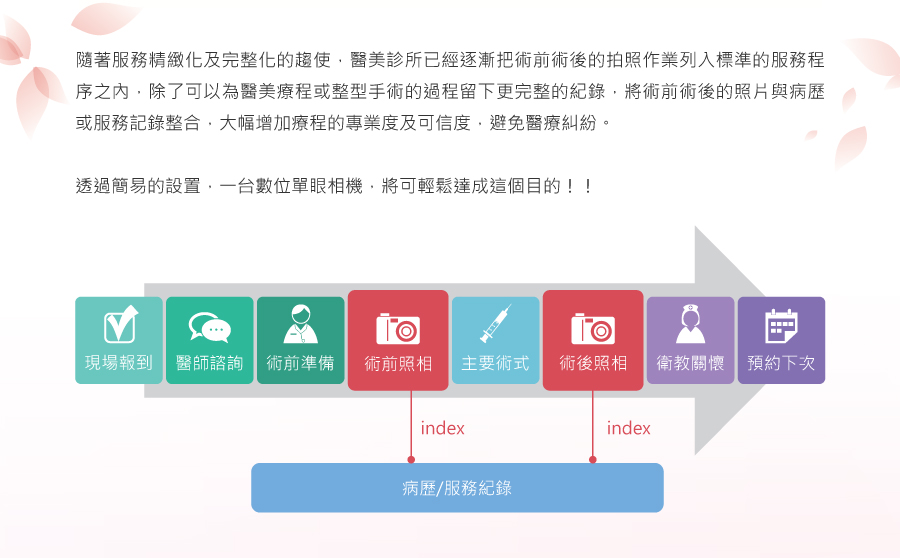 隨著服務精緻化及完整化的趨使，醫美診所已經逐漸把術前術後的拍照作業列入標準的服務程
序之內，除了可以為醫美療程或整型手術的過程留下更完整的紀錄，將術前術後的照片與病歷
或服務記錄整合，大幅增加療程的專業度及可信度，避免醫療糾紛。
透過簡易的設置，一台數位單眼相機，將可輕鬆達成這個目的！！
現場報到
醫師諮詢
術前準備
術前照相
主要術式
術後照相
衛教關懷
預約下次
index
index
病歷/服務紀錄